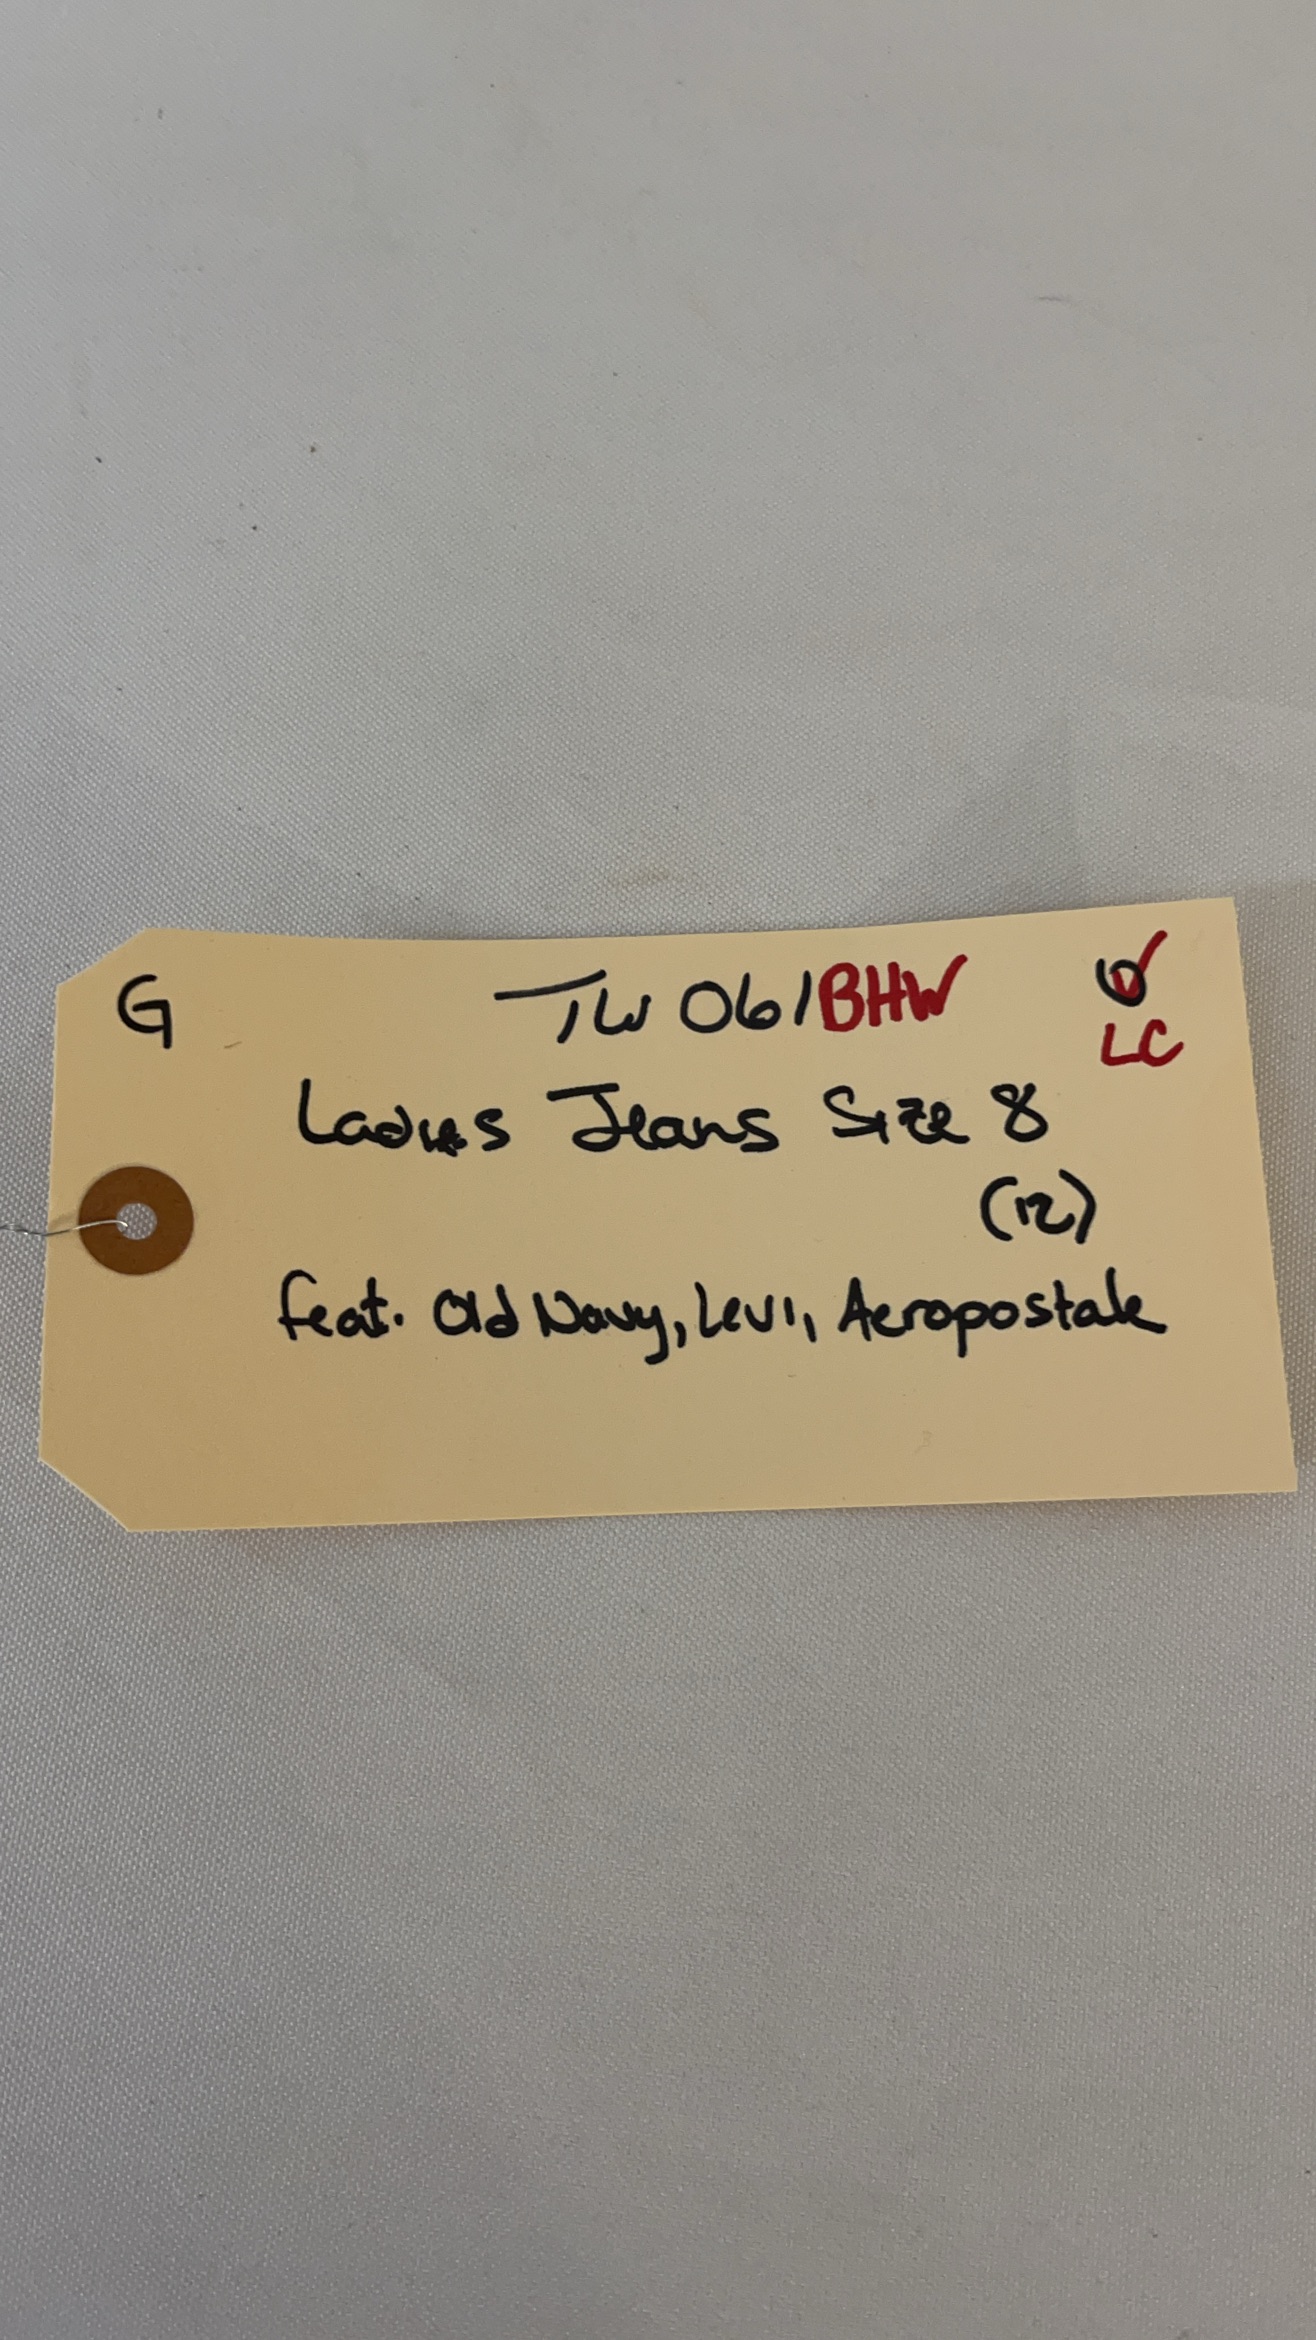 G TW 061BHW O✓
LC
Ladies Jeans Size 8
(12)
feat. Old Navy, Levi, Aeropostale